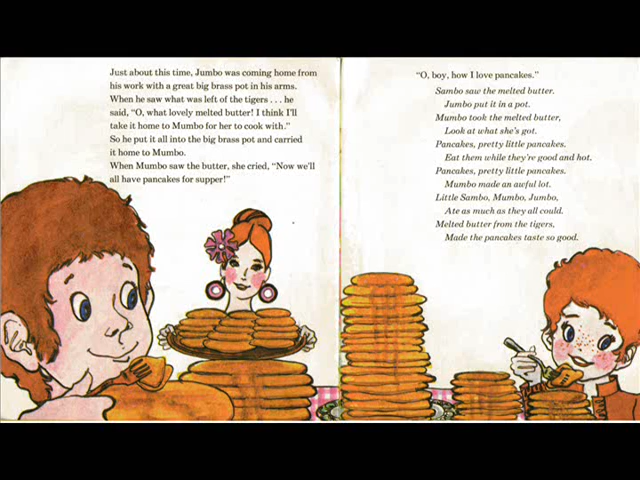 Just about this time, Jumbo was coming home from
his work with a great big brass pot in his arms.
When he saw what was left of the tigers . . . he
said, "O, what lovely melted butter! I think I'll
take it home to Mumbo for her to cook with."
So he put it all into the big brass pot and carried
it home to Mumbo.
When Mumbo saw the butter, she cried, "Now we'll
all have pancakes for supper!"
"O, boy, how I love pancakes."
Sambo saw the melted butter.
Jumbo put it in a pot.
Mumbo took the melted butter,
Look at what she's got.
Pancakes, pretty little pancakes.
Eat them while they're good and hot.
Pancakes, pretty little pancakes.
Mumbo made an awful lot.
Little Sambo, Mumbo, Jumbo,
Ate as much as they all could.
Melted butter from the tigers,
Made the pancakes taste so good.